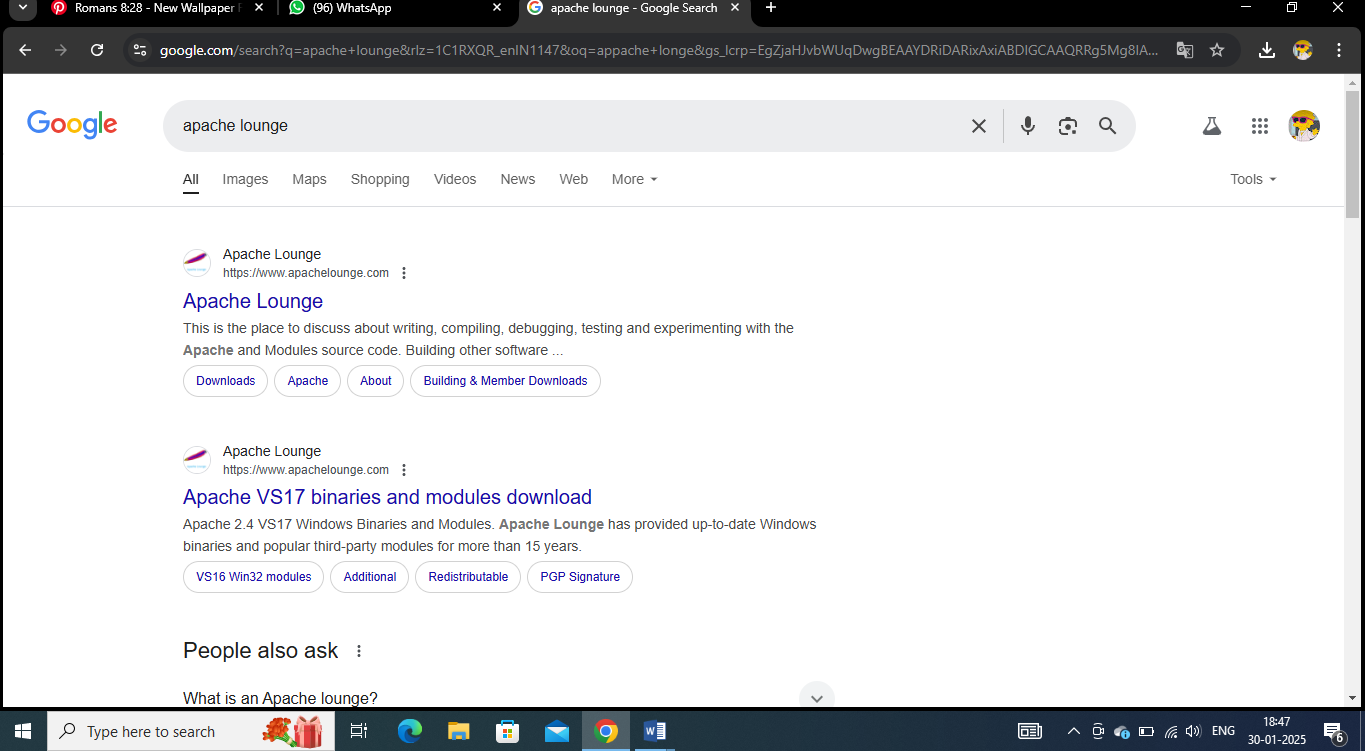 Romans 8:28 - New Wallpaper
(96) WhatsApp
apache lounge - Google Search
google.com/search?q=apache+lounge&rlz=1C1RXQR_enIN1147&oq=appache+longe&gs_lcrp=EgZjaHJvbWUqDwgBEAAYDRiDARixAxiABDIGCAAQRRg5Mg8IA...
Google
apache lounge
All Images Maps Shopping Videos News Web More
Tools
Apache Lounge
https://www.apachelounge.com
Apache Lounge
This is the place to discuss about writing, compiling, debugging, testing and experimenting with the
Apache and Modules source code. Building other software ...
Downloads Apache About Building & Member Downloads
Apache Lounge
https://www.apachelounge.com
Apache VS17 binaries and modules download
Apache 2.4 VS17 Windows Binaries and Modules. Apache Lounge has provided up-to-date Windows
binaries and popular third-party modules for more than 15 years.
VS16 Win32 modules Additional Redistributable PGP Signature
People also ask
What is an Apache lounge?
Type here to search
W
ENG
18:47
30-01-2025
6